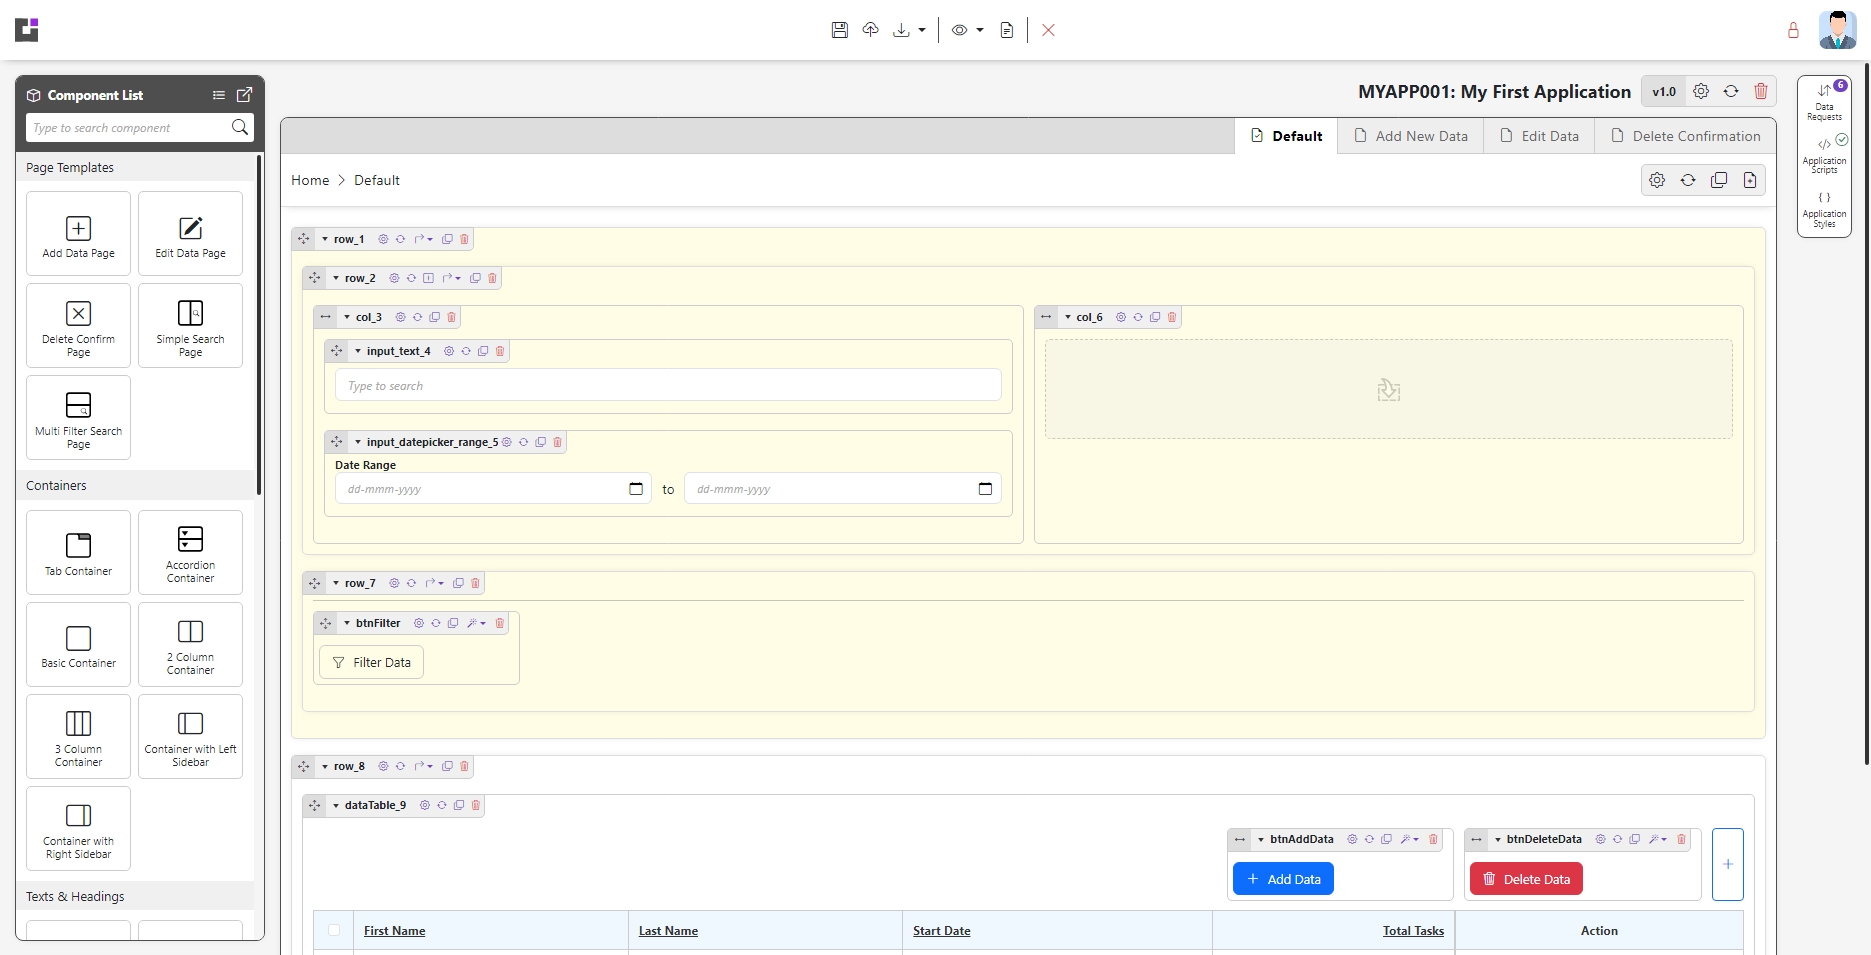 MYAPP001: My First Application
v1.0
Component List
Type to search component
Page Templates
Add Data Page
Edit Data Page
Delete Confirm
Page
Simple Search
Page
Multi Filter Search
Page
Containers
Tab Container
Accordion
Container
Basic Container
2 Column
Container
3 Column
Container
Container with Left
Sidebar
Container with
Right Sidebar
Texts & Headings
Default
Add New Data
Edit Data
Delete Confirmation
Home > Default
row_1
row_2
col_3
input_text_4
Type to search
input_datepicker_range_5
Date Range
dd-mmm-yyyy
to
dd-mmm-yyyy
col_6
row_7
btnFilter
Filter Data
row_8
dataTable_9
btnAddData
Add Data
btnDeleteData
Delete Data
First Name
Last Name
Start Date
Total Tasks
Action
6
Data
Requests
Application
Scripts
Application
Styles